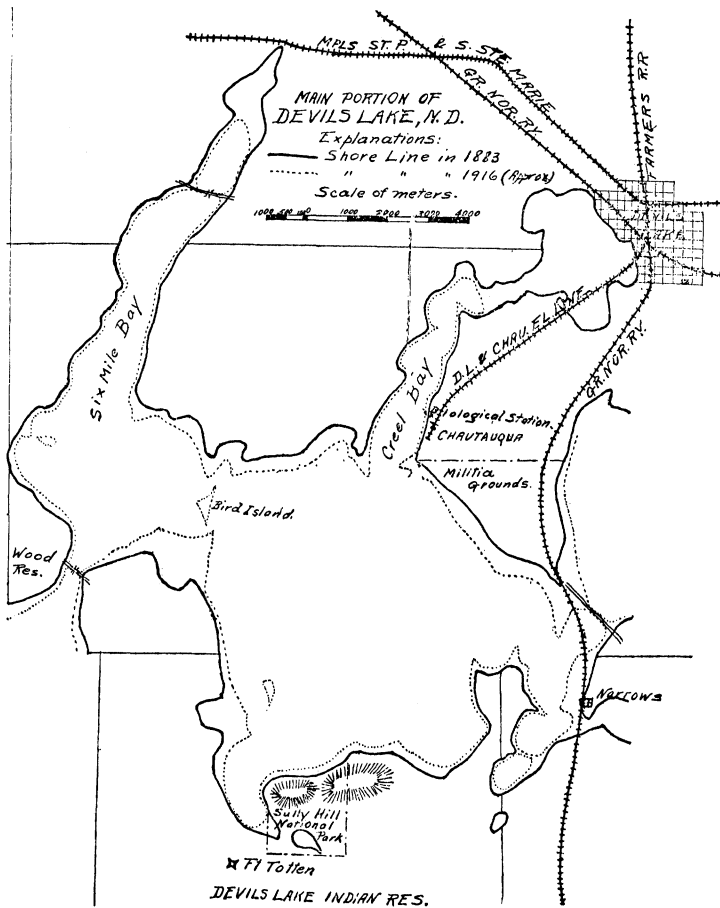 MPLS ST. P & S. STE. MARIE
GR. NOR. RY.
FARMERS R.R
MAIN PORTION OF
DEVILS LAKE, N.D.
Explanations:
Shore Line in 1883
" " " 1916 (Approx)
Scale of meters.
1000 500 100 0 1000 2000 3000 4000
DEVILS
LAKE.
Six Mile Bay
Creel Bay
D.L. & CHAU. EL. LINE
GR. NOR. RY.
Biological Station.
CHAUTAUQUA
Militia
Grounds.
Bird Island.
Wood
Res.
Narrows
Sully Hill
National
Park
Ft Totten
DEVILS LAKE INDIAN RES.